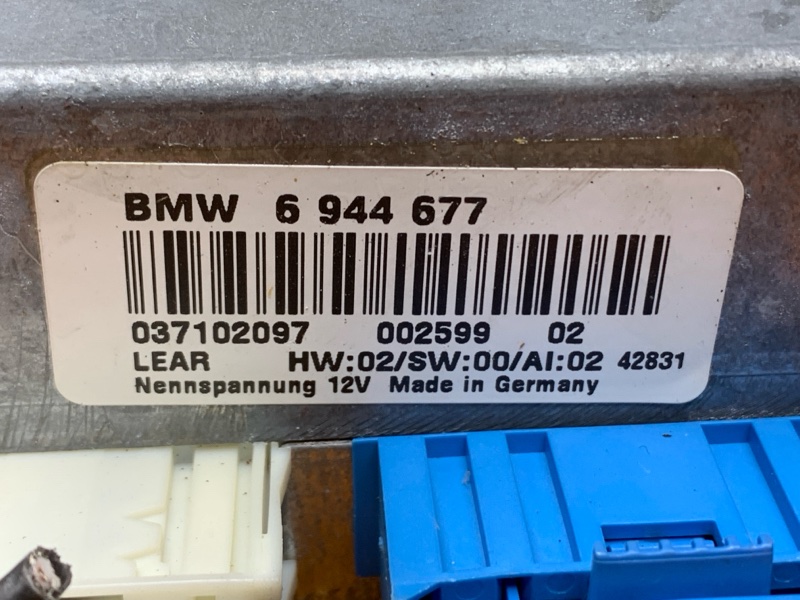 BMW 6 944 677
037102097 002599 02
LEAR HW:02/SW:00/AI:02 42831
Nennspannung 12V Made in Germany